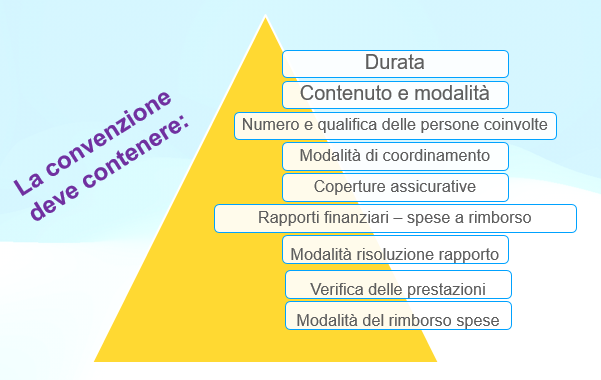 La convenzione
deve contenere:
Durata
Contenuto e modalità
Numero e qualifica delle persone coinvolte
Modalità di coordinamento
Coperture assicurative
Rapporti finanziari – spese a rimborso
Modalità risoluzione rapporto
Verifica delle prestazioni
Modalità del rimborso spese